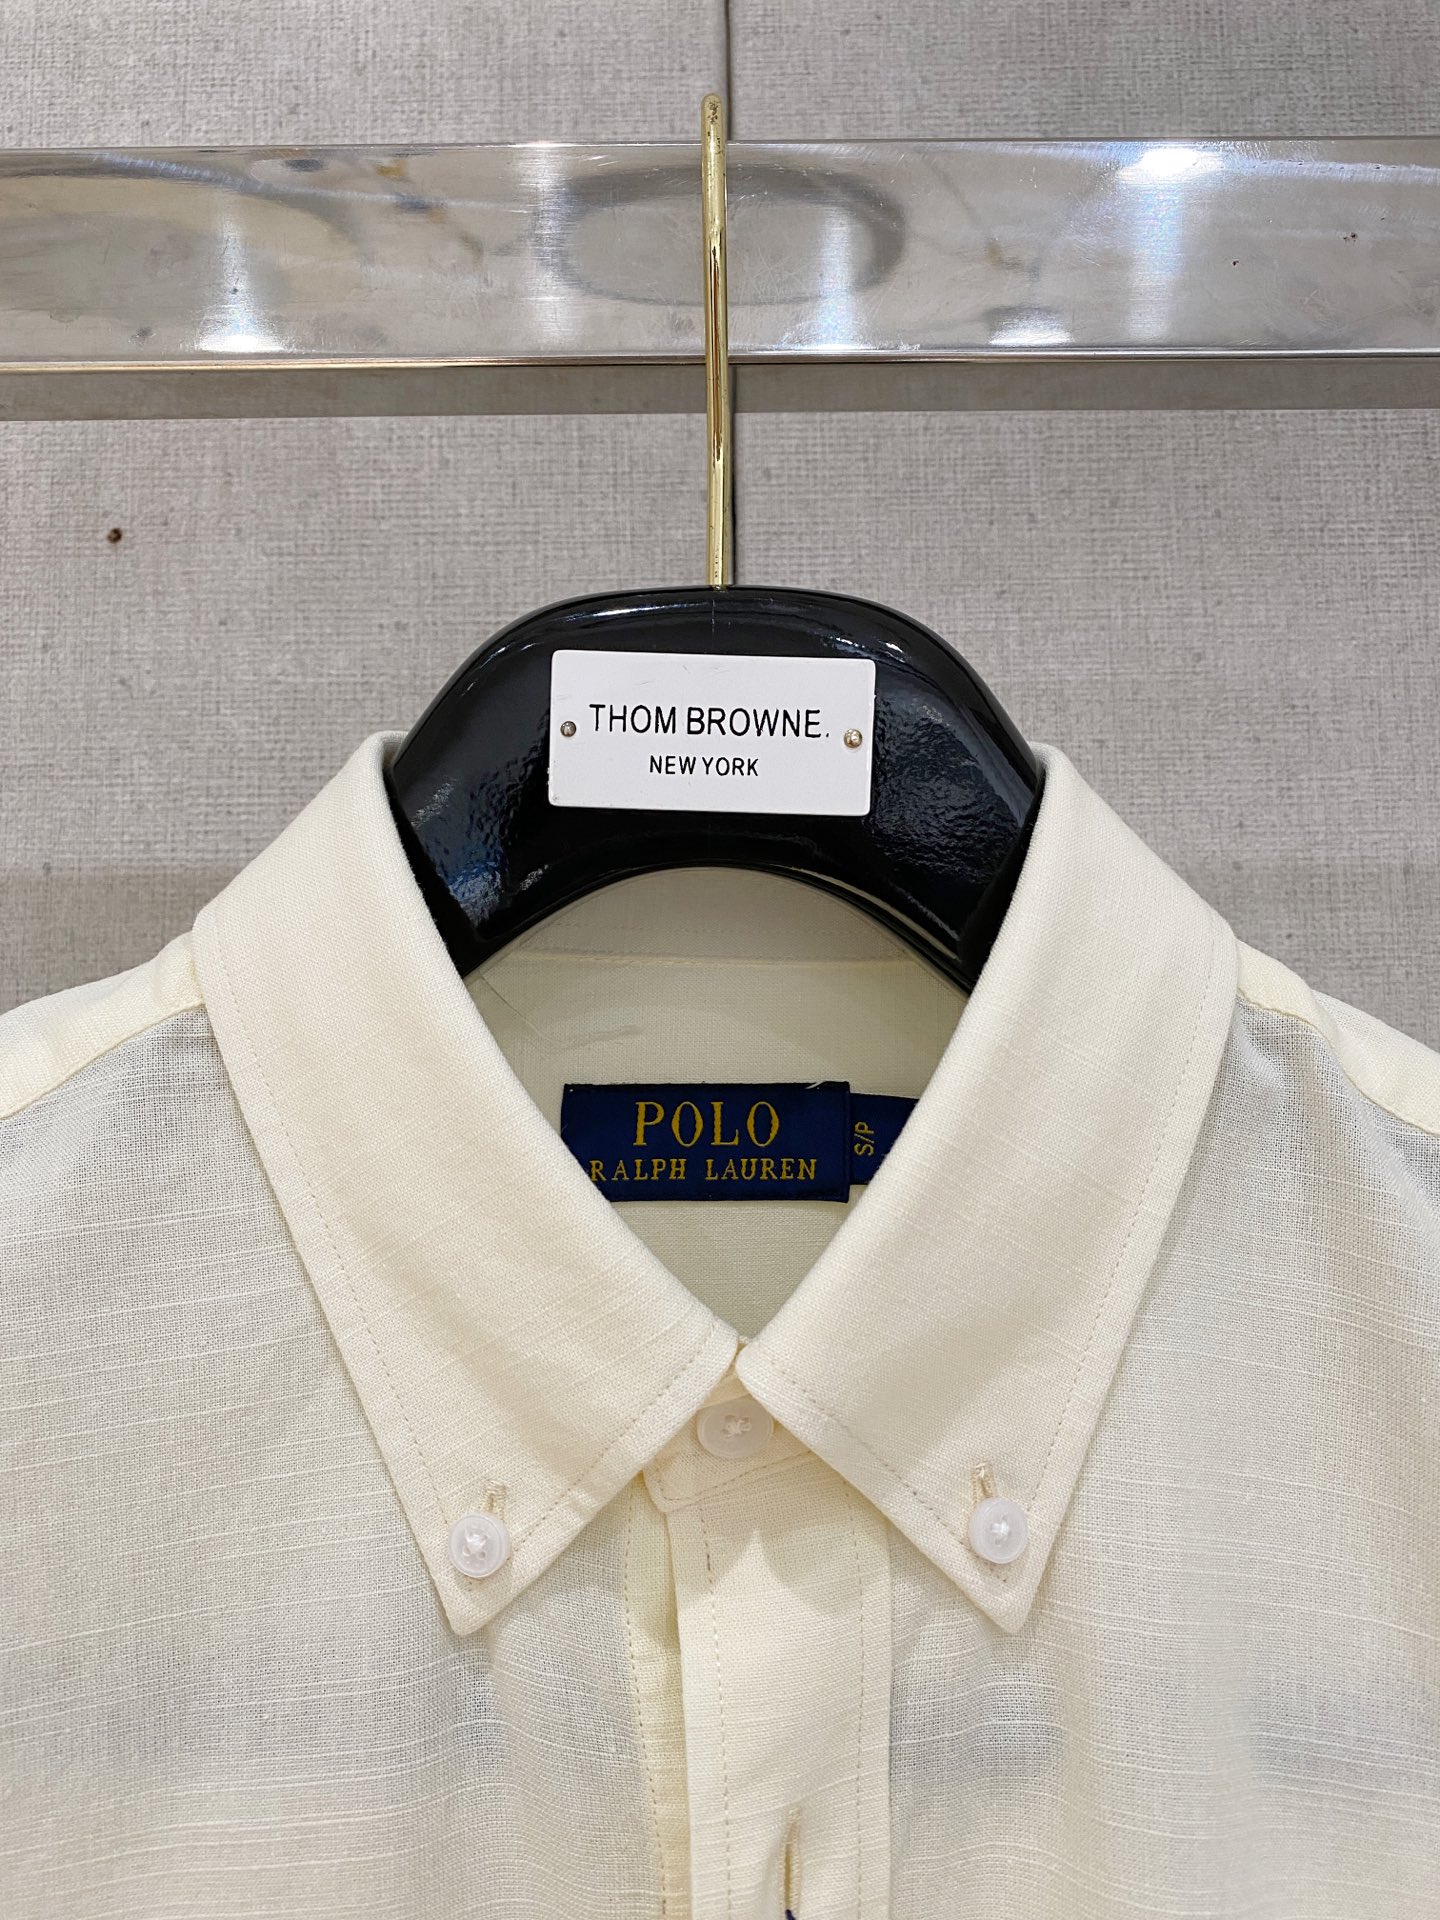 THOM BROWNE.
NEW YORK
POLO
RALPH LAUREN
S/P